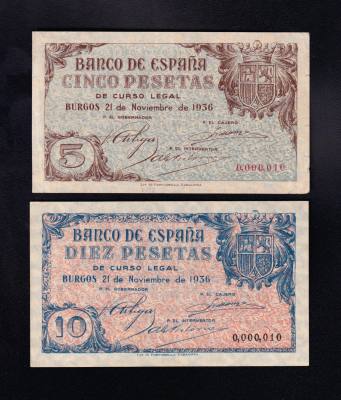 BANCO DE ESPAÑA
CINCO PESETAS
DE CURSO LEGAL
BURGOS 21 de Noviembre de 1936
P. EL GOBERNADOR
P. EL CAJERO
P. EL INTERVENTOR
5
0,000,010
BANCO DE ESPAÑA
DIEZ PESETAS
DE CURSO LEGAL
BURGOS 21 de Noviembre de 1936
P. EL GOBERNADOR
P. EL CAJERO
P. EL INTERVENTOR
10
0,000,010